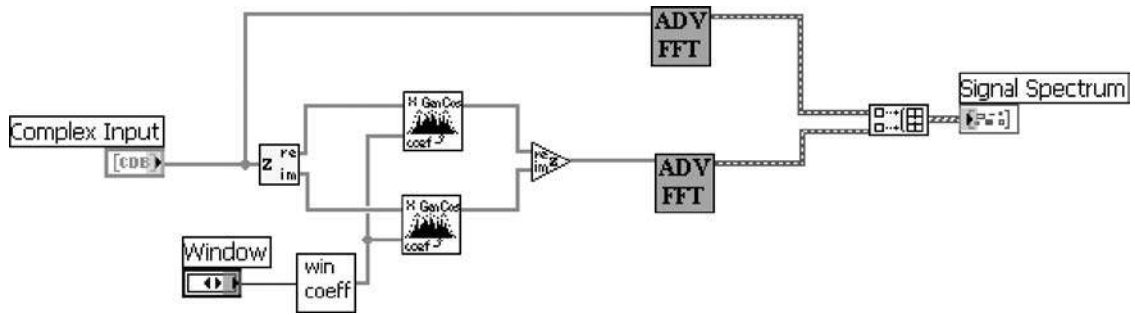 ADV
FFT
Signal Spectrum
Complex Input
[CDB]
z re
im
X GenCos
coef
X GenCos
coef
re
im z
ADV
FFT
Window
win
coeff